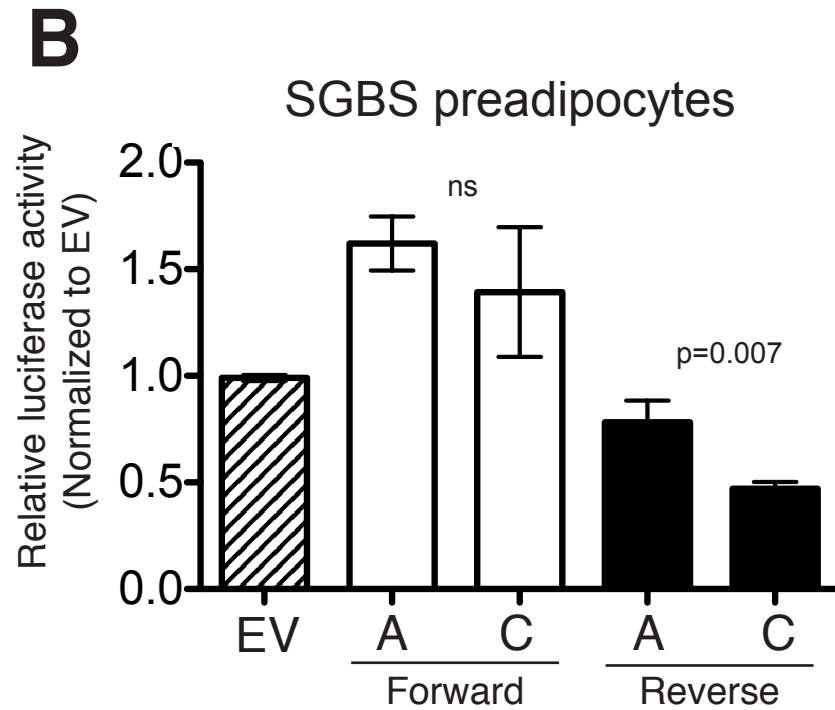 B
SGBS preadipocytes
Relative luciferase activity
(Normalized to EV)
2.0
1.5
1.0
0.5
0.0
ns
p=0.007
EV
A
C
A
C
Forward
Reverse